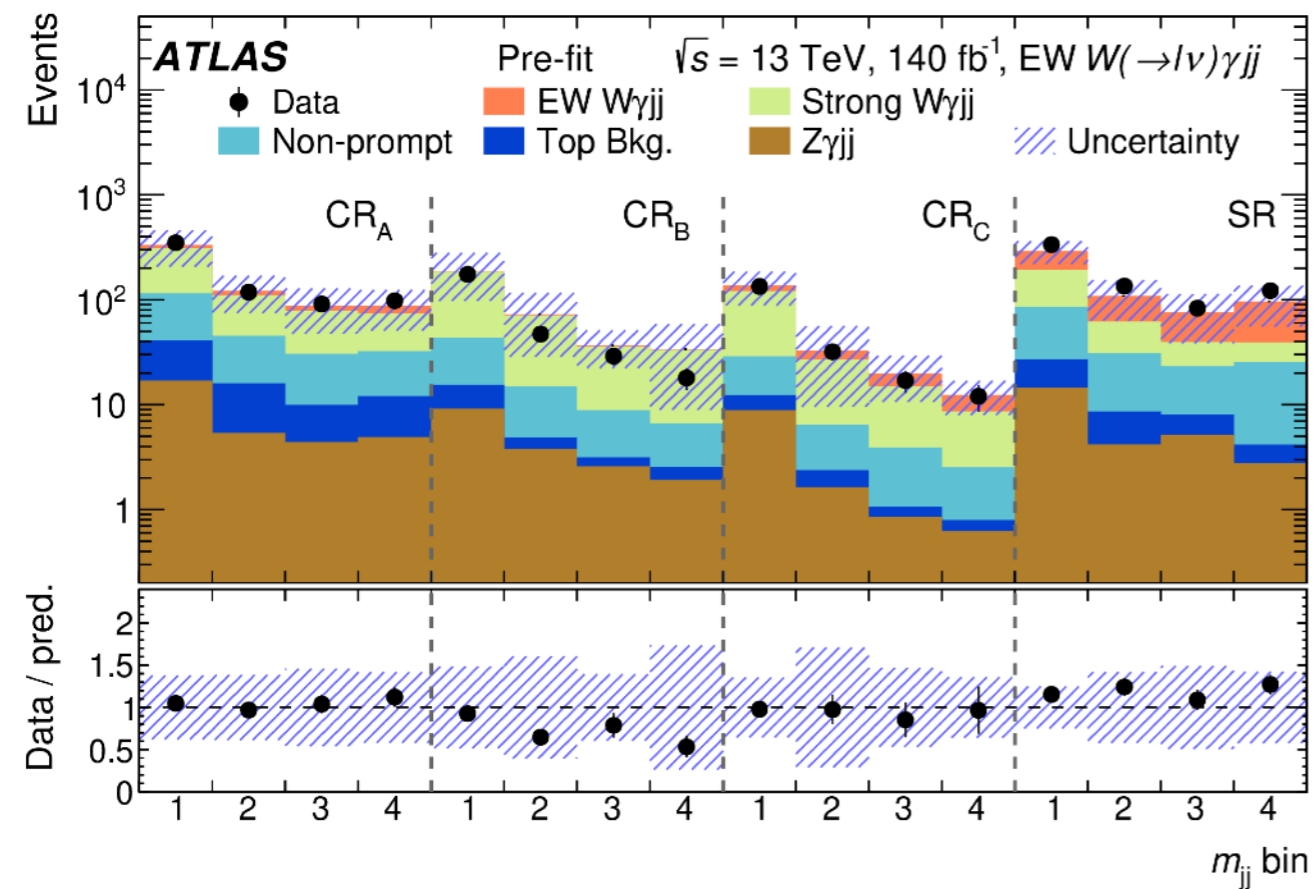 Events
ATLAS Pre-fit √s = 13 TeV, 140 fb⁻¹, EW W(→lν)γjj
Data EW Wγjj Strong Wγjj
Non-prompt Top Bkg. Zγjj Uncertainty
10⁴
10³
10²
10
1
CR_A CR_B CR_C SR
Data / pred.
2
1.5
1
0.5
0
1 2 3 4 1 2 3 4 1 2 3 4 1 2 3 4
m_jj bin